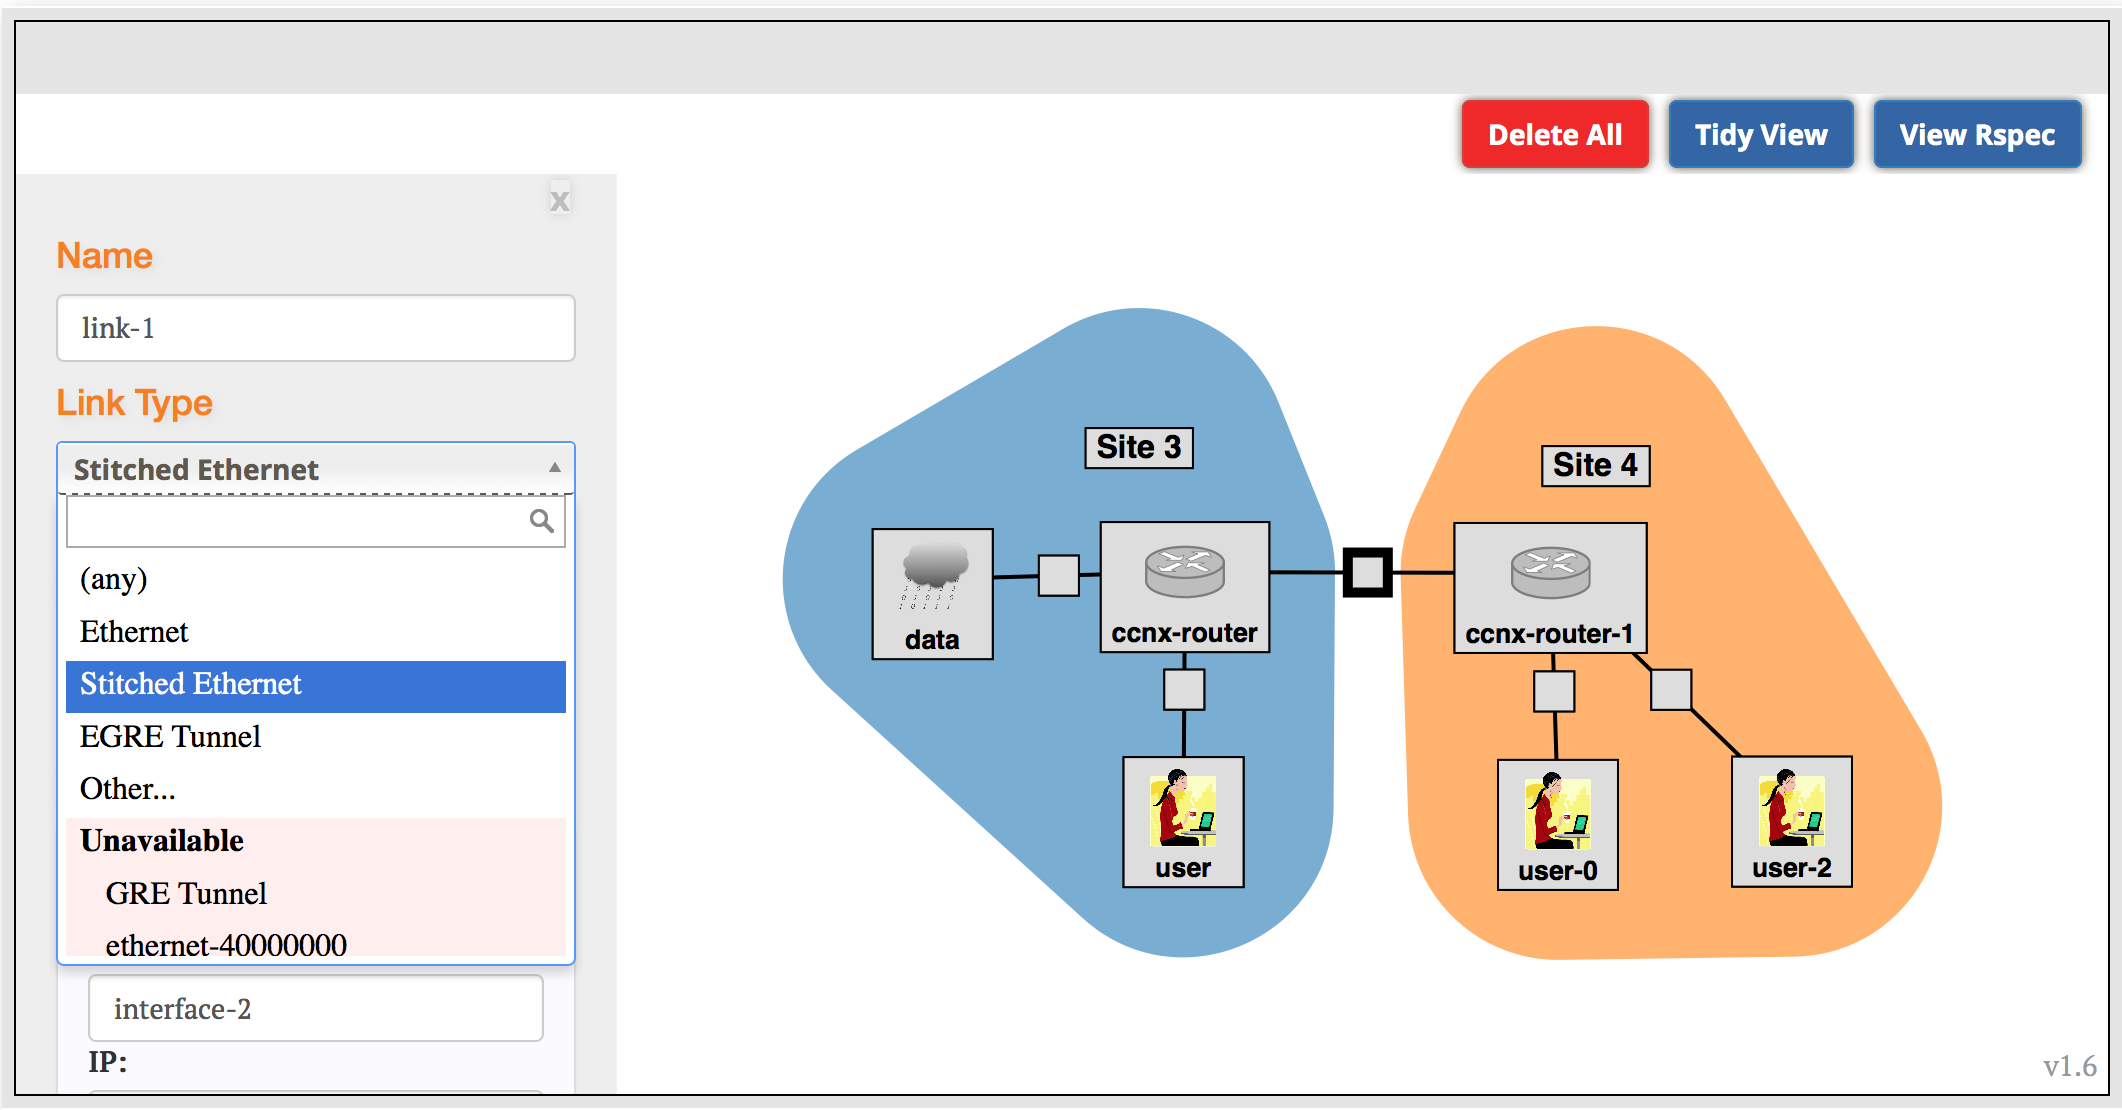 Delete All
Tidy View
View Rspec
x
Name
link-1
Link Type
Stitched Ethernet
(any)
Ethernet
Stitched Ethernet
EGRE Tunnel
Other...
Unavailable
GRE Tunnel
ethernet-40000000
interface-2
IP:
Site 3
Site 4
data
ccnx-router
ccnx-router-1
user
user-0
user-2
v1.6